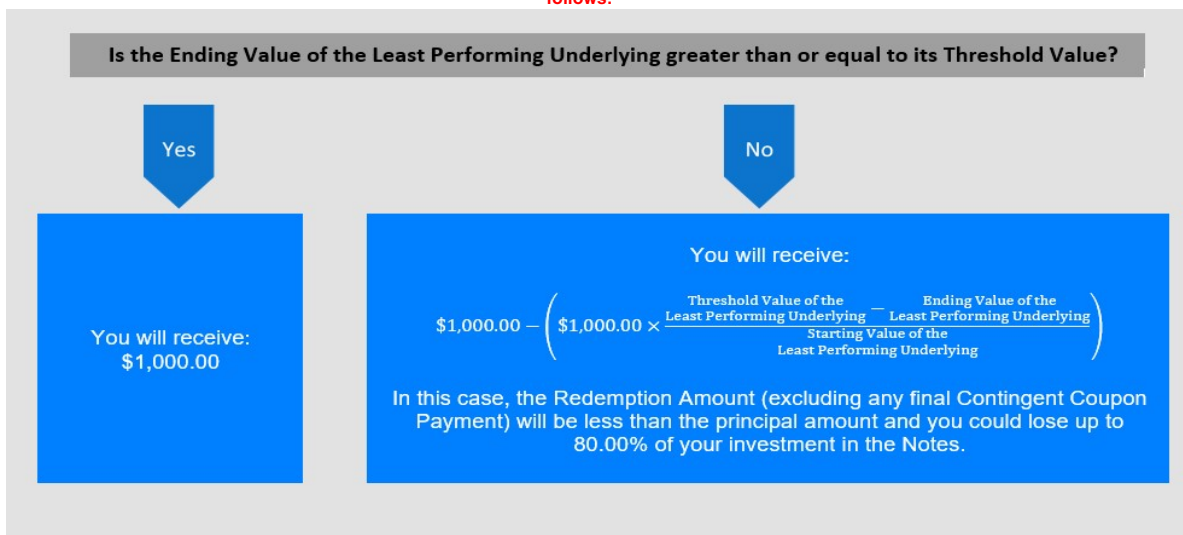 follows:
Is the Ending Value of the Least Performing Underlying greater than or equal to its Threshold Value?
Yes
No
You will receive:
$1,000.00
You will receive:
$1,000.00 − ( $1,000.00 × Threshold Value of the Least Performing Underlying − Ending Value of the Least Performing Underlying / Starting Value of the Least Performing Underlying )
In this case, the Redemption Amount (excluding any final Contingent Coupon
Payment) will be less than the principal amount and you could lose up to
80.00% of your investment in the Notes.